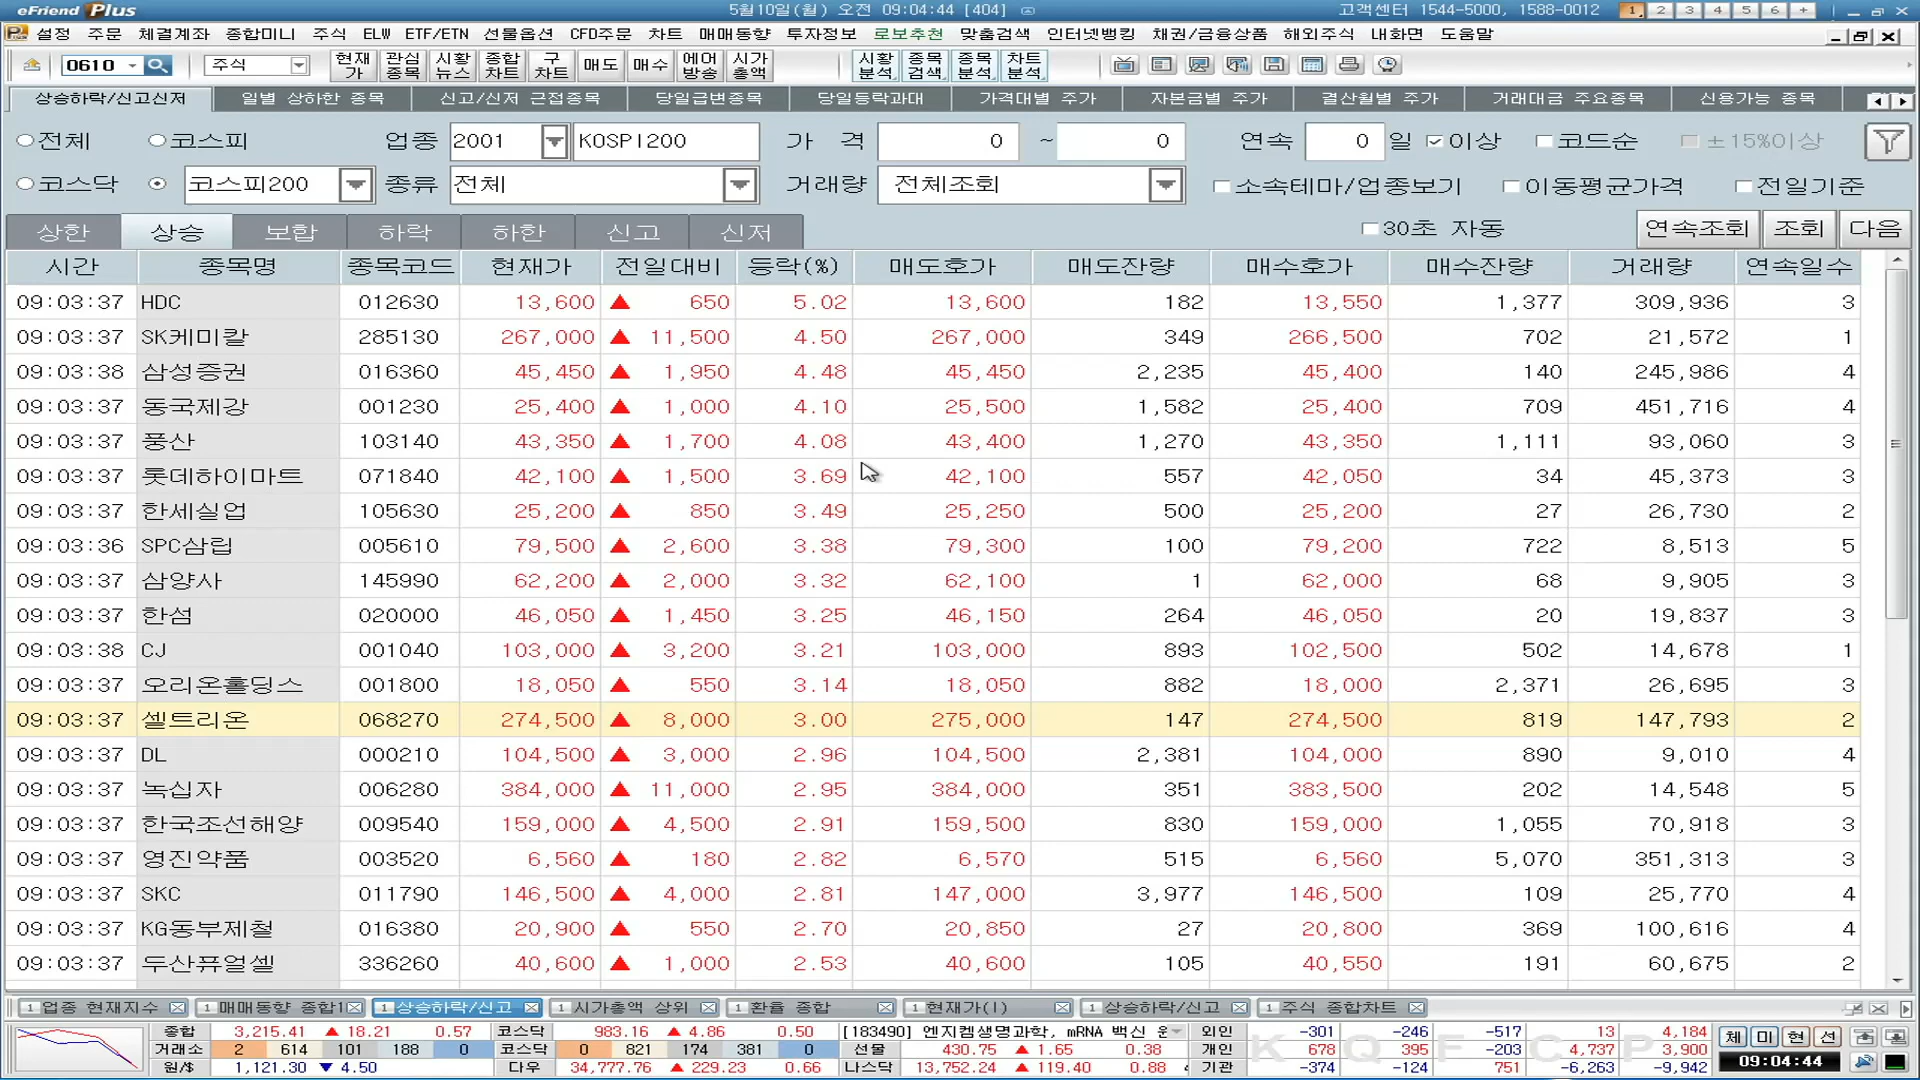 eFriend Plus 5월10일(월) 오전 09:04:44 [404] 고객센터 1544-5000, 1588-0012 1 2 3 4 5 6 +
설정 주문 체결계좌 종합미니 주식 ELW ETF/ETN 선물옵션 CFD주문 차트 매매동향 투자정보 로보추천 맞춤검색 인터넷뱅킹 채권/금융상품 해외주식 내화면 도움말
0610 주식 현재가 관심종목 시황뉴스 종합차트 구차트 매도 매수 에어방송 시가총액 시황분석 종목검색 종목분석 차트분석
상승하락/신고신저 일별 상하한 종목 신고/신저 근접종목 당일급변종목 당일등락과대 가격대별 주가 자본금별 주가 결산월별 주가 거래대금 주요종목 신용가능 종목
전체 코스피 업종 2001 KOSPI200 가 격 0 ~ 0 연속 0 일 이상 코드순 ±15%이상
코스닥 코스피200 종류 전체 거래량 전체조회 소속테마/업종보기 이동평균가격 전일기준
상한 상승 보합 하락 하한 신고 신저 30초 자동 연속조회 조회 다음
시간 종목명 종목코드 현재가 전일대비 등락(%) 매도호가 매도잔량 매수호가 매수잔량 거래량 연속일수
09:03:37 HDC 012630 13,600 ▲ 650 5.02 13,600 182 13,550 1,377 309,936 3
09:03:37 SK케미칼 285130 267,000 ▲ 11,500 4.50 267,000 349 266,500 702 21,572 1
09:03:38 삼성증권 016360 45,450 ▲ 1,950 4.48 45,450 2,235 45,400 140 245,986 4
09:03:37 동국제강 001230 25,400 ▲ 1,000 4.10 25,500 1,582 25,400 709 451,716 4
09:03:37 풍산 103140 43,350 ▲ 1,700 4.08 43,400 1,270 43,350 1,111 93,060 3
09:03:37 롯데하이마트 071840 42,100 ▲ 1,500 3.69 42,100 557 42,050 34 45,373 3
09:03:37 한세실업 105630 25,200 ▲ 850 3.49 25,250 500 25,200 27 26,730 2
09:03:36 SPC삼립 005610 79,500 ▲ 2,600 3.38 79,300 100 79,200 722 8,513 5
09:03:37 삼양사 145990 62,200 ▲ 2,000 3.32 62,100 1 62,000 68 9,905 3
09:03:37 한섬 020000 46,050 ▲ 1,450 3.25 46,150 264 46,050 20 19,837 3
09:03:38 CJ 001040 103,000 ▲ 3,200 3.21 103,000 893 102,500 502 14,678 1
09:03:37 오리온홀딩스 001800 18,050 ▲ 550 3.14 18,050 882 18,000 2,371 26,695 3
09:03:37 셀트리온 068270 274,500 ▲ 8,000 3.00 275,000 147 274,500 819 147,793 2
09:03:37 DL 000210 104,500 ▲ 3,000 2.96 104,500 2,381 104,000 890 9,010 4
09:03:37 녹십자 006280 384,000 ▲ 11,000 2.95 384,000 351 383,500 202 14,548 5
09:03:37 한국조선해양 009540 159,000 ▲ 4,500 2.91 159,500 830 159,000 1,055 70,918 3
09:03:37 영진약품 003520 6,560 ▲ 180 2.82 6,570 515 6,560 5,070 351,313 3
09:03:37 SKC 011790 146,500 ▲ 4,000 2.81 147,000 3,977 146,500 109 25,770 4
09:03:37 KG동부제철 016380 20,900 ▲ 550 2.70 20,850 27 20,800 369 100,616 4
09:03:37 두산퓨얼셀 336260 40,600 ▲ 1,000 2.53 40,600 105 40,550 191 60,675 2
1 업종 현재지수 1 매매동향 종합1 1 상승하락/신고 1 시가총액 상위 1 환율 종합 1 현재가(1) 1 상승하락/신고 1 주식 종합차트
종합 3,215.41 ▲ 18.21 0.57 코스닥 983.16 ▲ 4.86 0.50 [183490] 엔지켐생명과학, mRNA 백신 외인 -301 -246 -517 13 4,184 체 미 현 선
거래소 2 614 101 188 0 코스닥 0 821 174 381 0 선물 430.75 ▲ 1.65 0.38 개인 678 395 -203 4,737 3,900
원/$ 1,121.30 ▼ 4.50 다우 34,777.76 ▲ 229.23 0.66 나스닥 13,752.24 ▲ 119.40 0.88 기관 -374 -124 751 -6,263 -9,942 09:04:44
K Q F C P